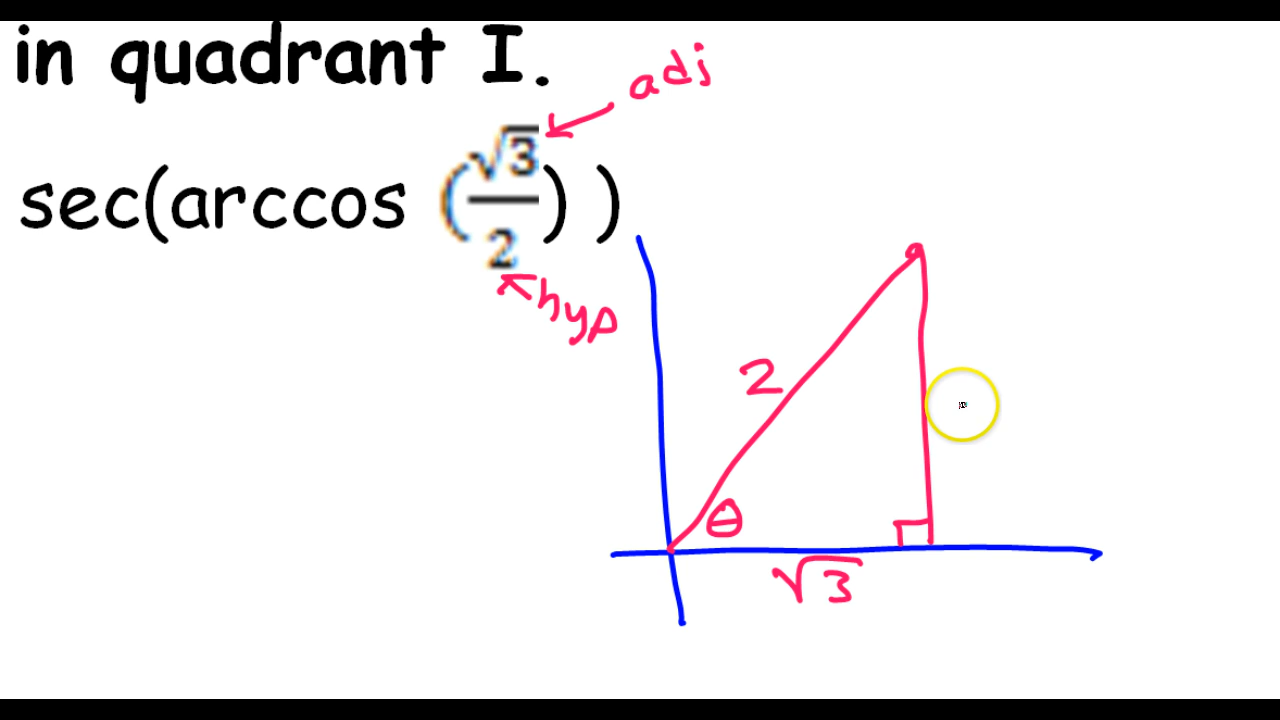 in quadrant I.
adj
sec(arccos (√3/2) )
hyp
2
θ
√3